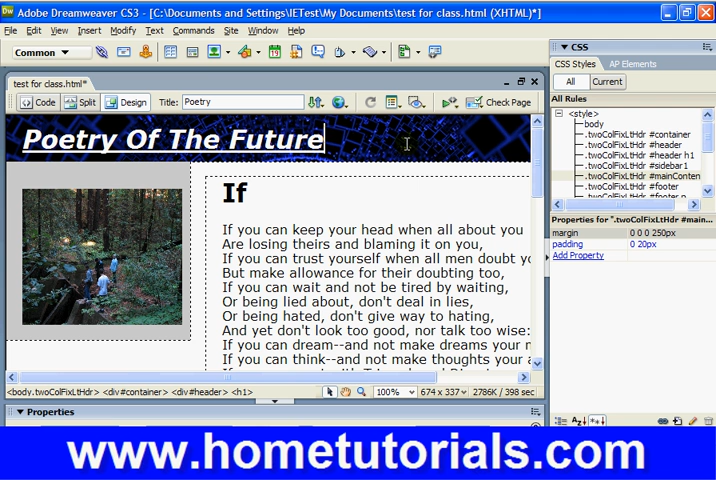 Adobe Dreamweaver CS3 - [C:\Documents and Settings\IETest\My Documents\test for class.html (XHTML)*]
File Edit View Insert Modify Text Commands Site Window Help
Common
test for class.html*
Code Split Design Title: Poetry Check Page
Poetry Of The Future
If
If you can keep your head when all about you
Are losing theirs and blaming it on you,
If you can trust yourself when all men doubt yo
But make allowance for their doubting too,
If you can wait and not be tired by waiting,
Or being lied about, don't deal in lies,
Or being hated, don't give way to hating,
And yet don't look too good, nor talk too wise:
If you can dream--and not make dreams your m
If you can think--and not make thoughts your a
<body.twoColFixLtHdr> <div#container> <div#header> <h1>
100% 674 x 337 2786K / 398 sec
Properties
CSS
CSS Styles AP Elements
All Current
All Rules
<style>
body
.twoColFixLtHdr #container
.twoColFixLtHdr #header
.twoColFixLtHdr #header h1
.twoColFixLtHdr #sidebar1
.twoColFixLtHdr #mainConten
.twoColFixLtHdr #footer
.twoColFixLtHdr #footer p
Properties for ".twoColFixLtHdr #main...
margin 0 0 0 250px
padding 0 20px
Add Property
www.hometutorials.com